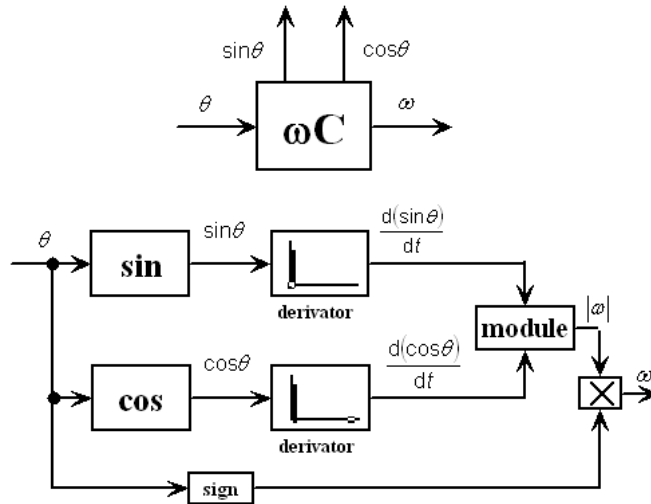 sinθ cosθ
θ ωC ω
θ sin sinθ derivator d(sinθ)/dt
module |ω|
cos cosθ derivator d(cosθ)/dt
× ω
sign